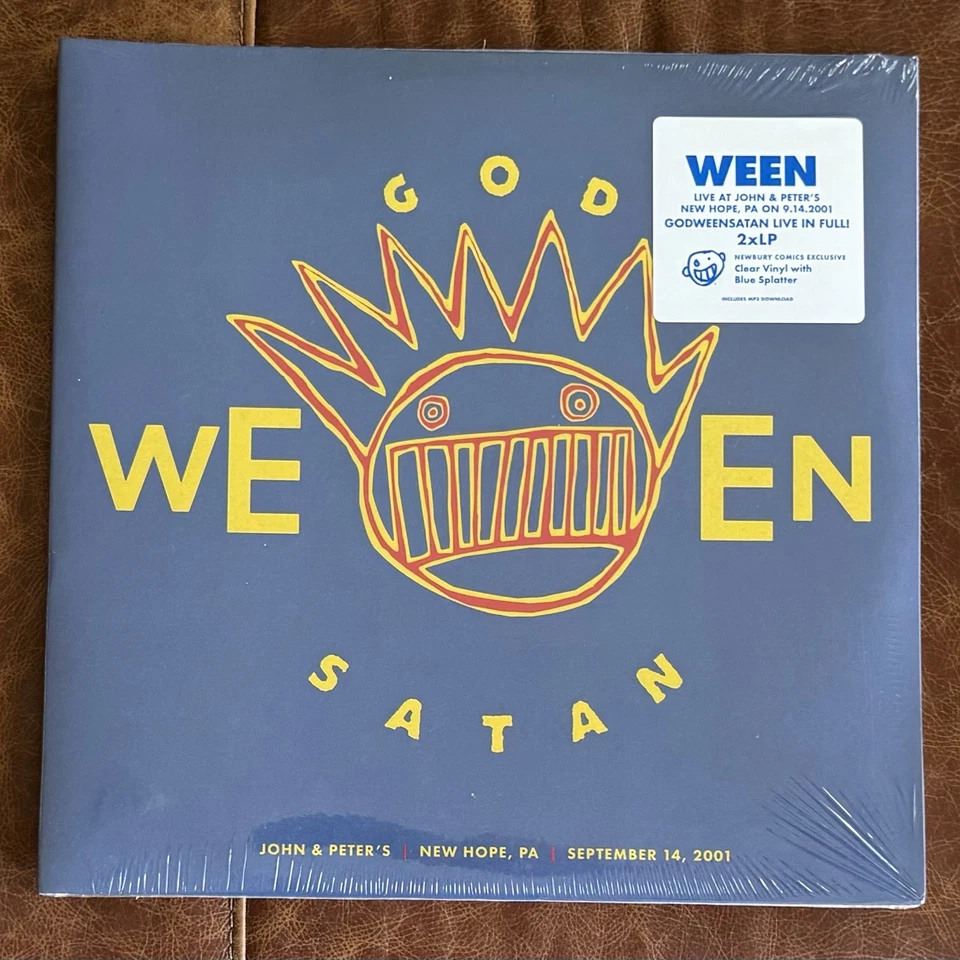 GOD
WEEN
SATAN
JOHN & PETER'S | NEW HOPE, PA | SEPTEMBER 14, 2001
WEEN
LIVE AT JOHN & PETER'S
NEW HOPE, PA ON 9.14.2001
GODWEENSATAN LIVE IN FULL!
2xLP
NEWBURY COMICS EXCLUSIVE
Clear Vinyl with
Blue Splatter
INCLUDES MP3 DOWNLOAD